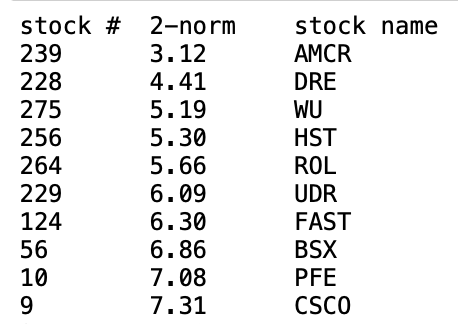 stock # 2-norm stock name
239 3.12 AMCR
228 4.41 DRE
275 5.19 WU
256 5.30 HST
264 5.66 ROL
229 6.09 UDR
124 6.30 FAST
56 6.86 BSX
10 7.08 PFE
9 7.31 CSCO